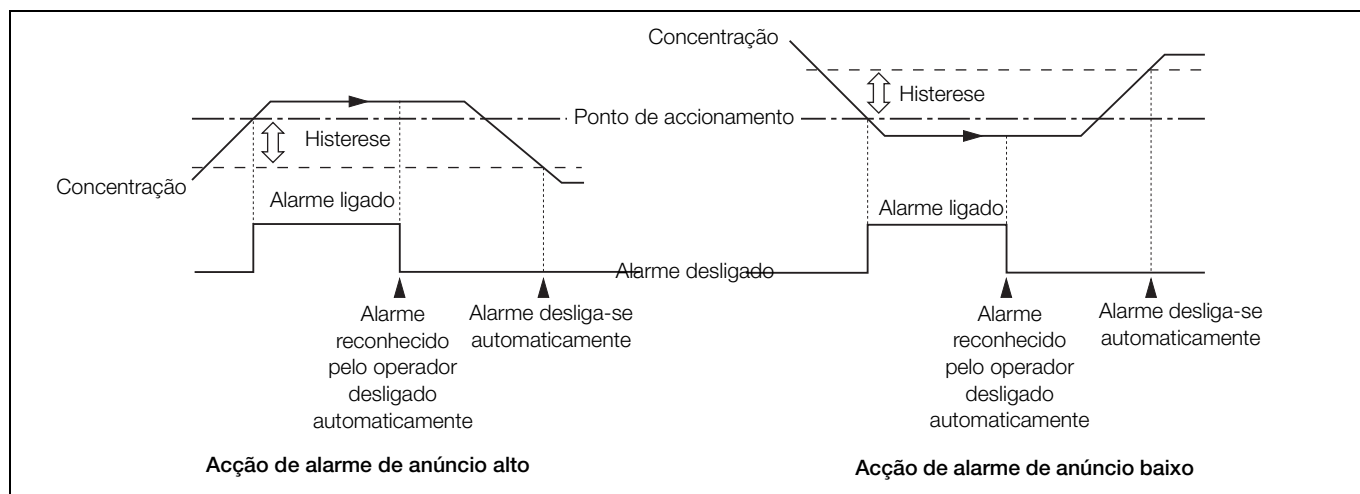 Concentração
Histerese
Ponto de accionamento
Histerese
Concentração
Alarme ligado
Alarme ligado
Alarme desligado
Alarme
reconhecido
pelo operador
desligado
automaticamente
Alarme desliga-se
automaticamente
Alarme
reconhecido
pelo operador
desligado
automaticamente
Alarme desliga-se
automaticamente
Acção de alarme de anúncio alto
Acção de alarme de anúncio baixo